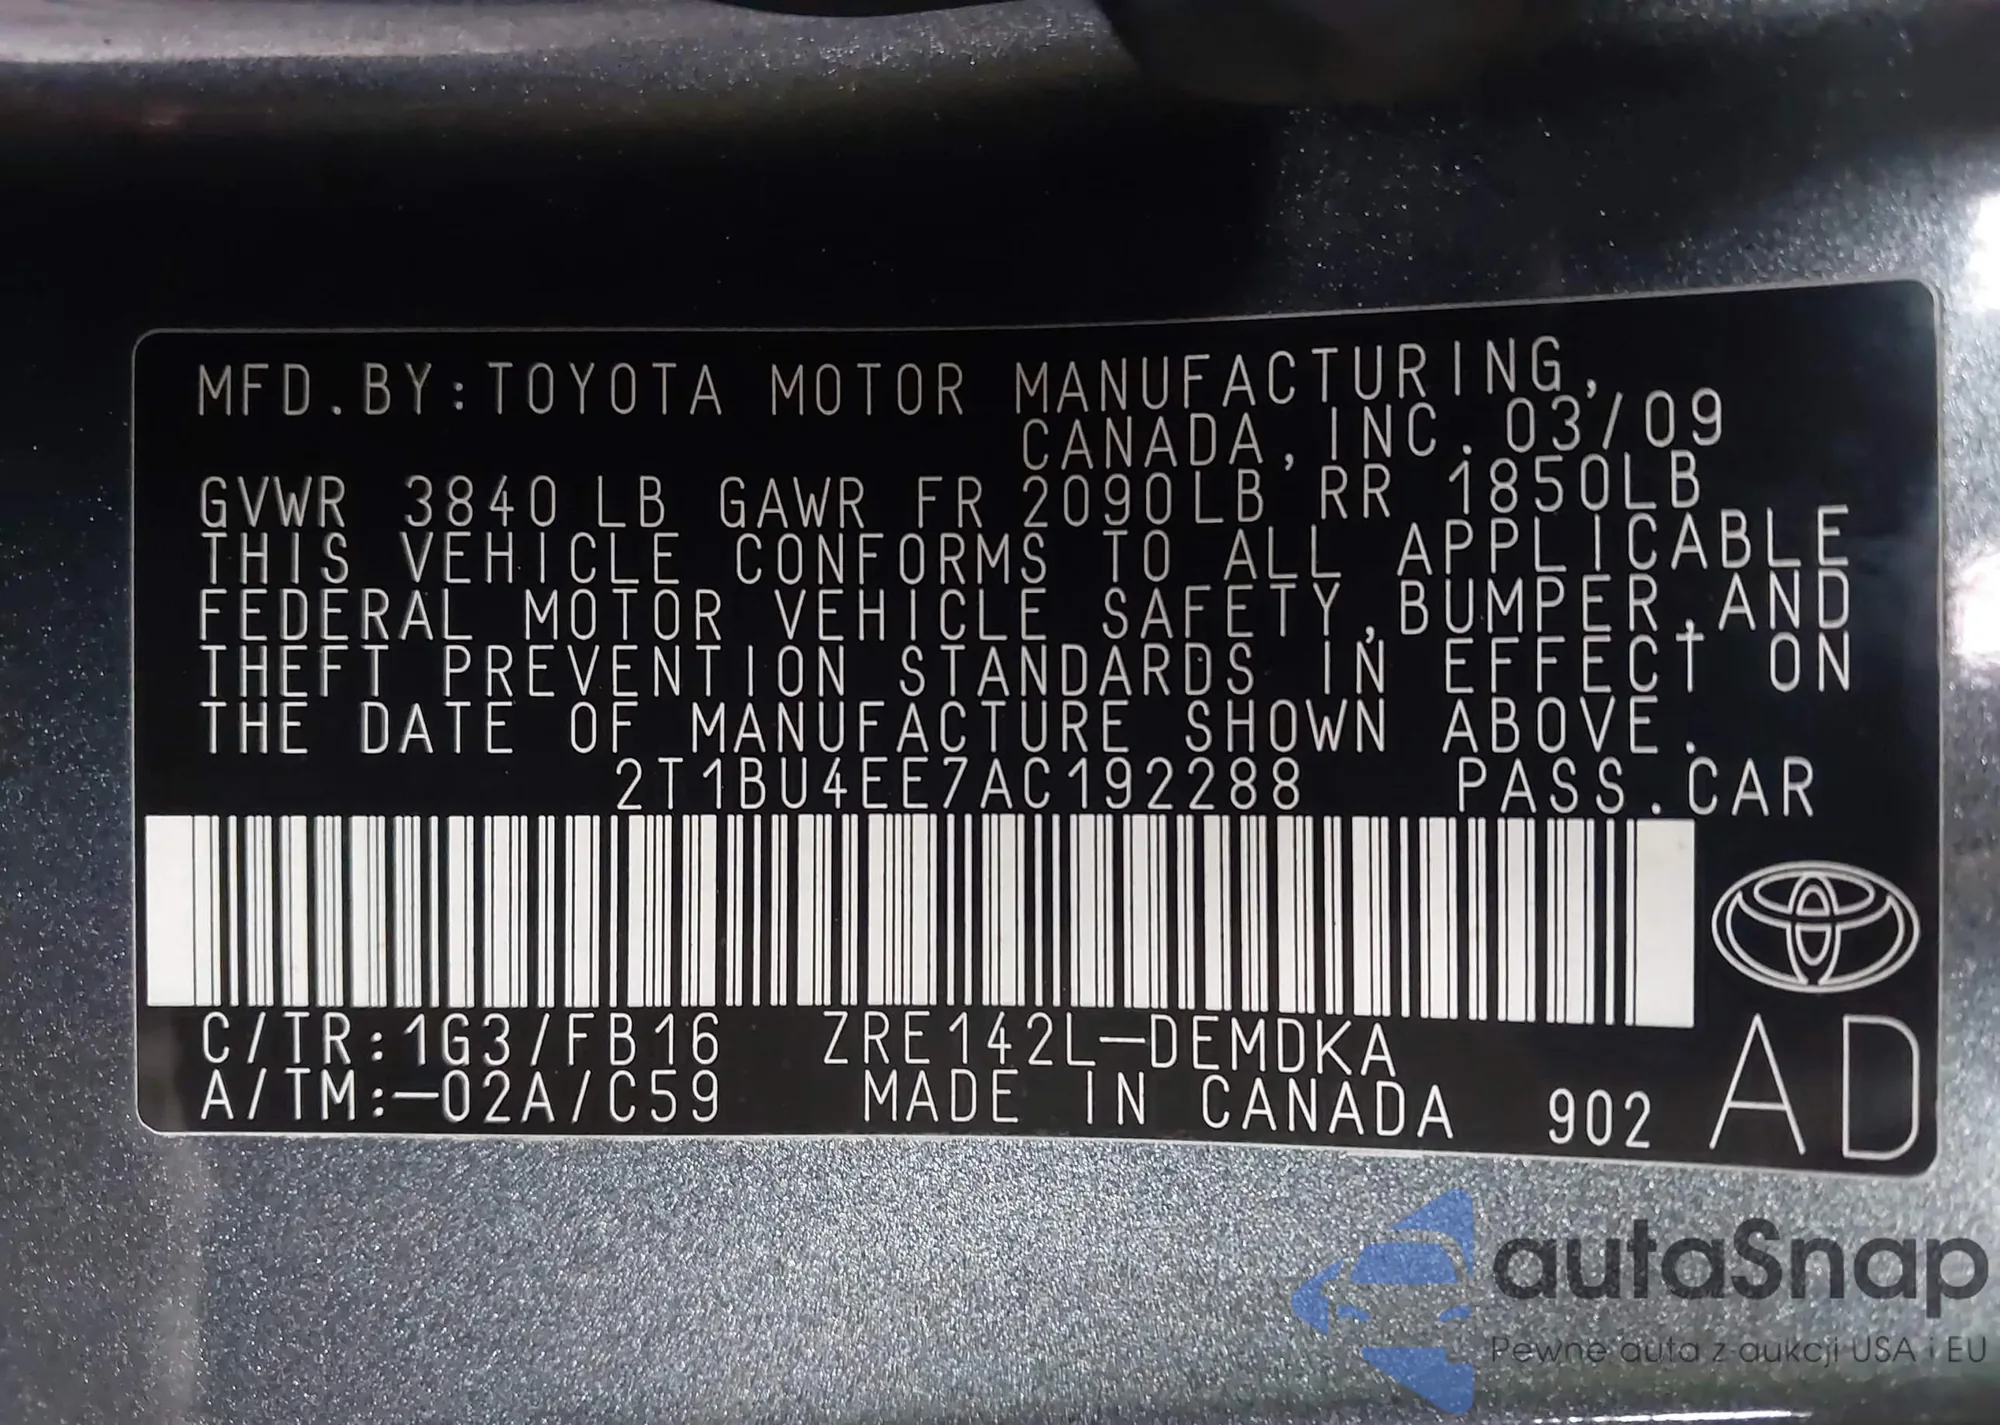 MFD.BY:TOYOTA MOTOR MANUFACTURING,
CANADA,INC. 03/09
GVWR 3840LB GAWR FR 2090LB RR 1850LB
THIS VEHICLE CONFORMS TO ALL APPLICABLE
FEDERAL MOTOR VEHICLE SAFETY,BUMPER,AND
THEFT PREVENTION STANDARDS IN EFFECT ON
THE DATE OF MANUFACTURE SHOWN ABOVE.
2T1BU4EE7AC192288 PASS.CAR
C/TR:1G3/FB16 ZRE142L-DEMDKA
A/TM:-02A/C59 MADE IN CANADA 902 AD
autaSnap
Pewne auta z aukcji USA i EU